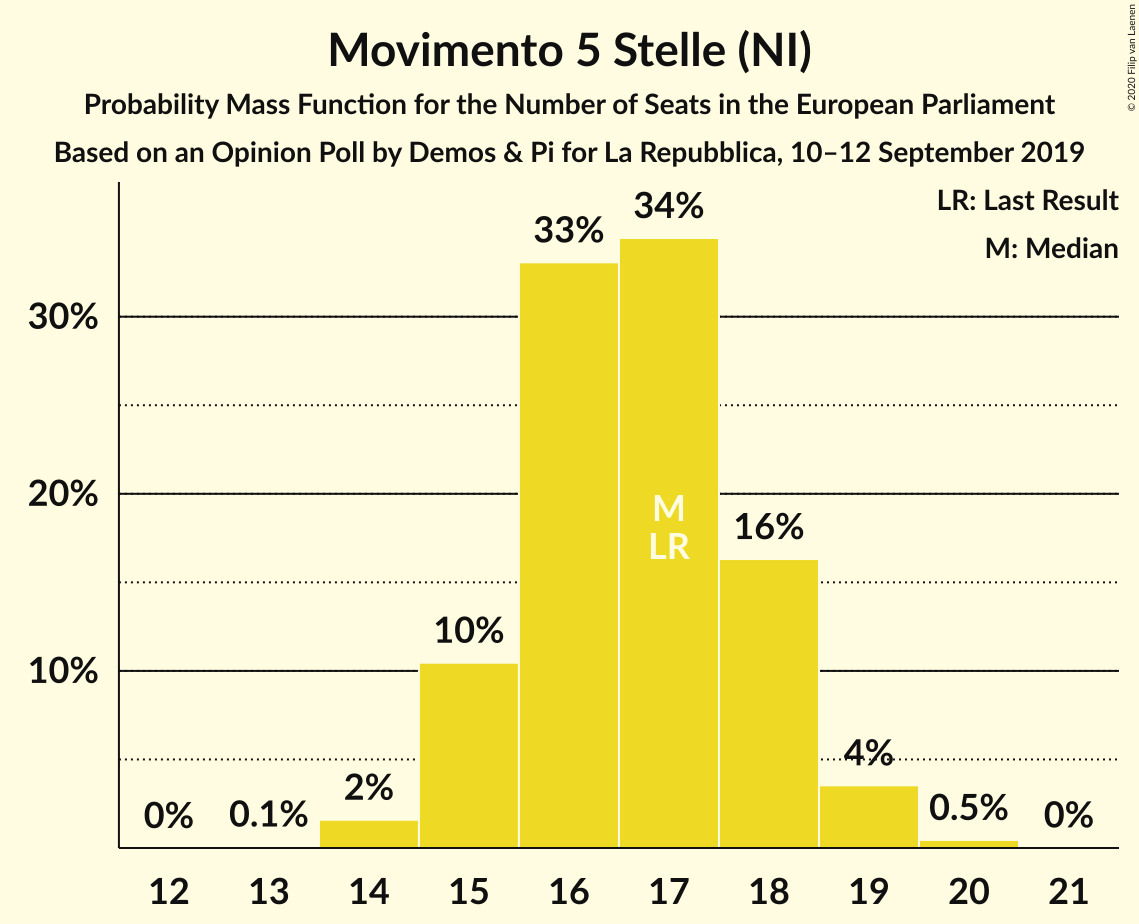 Movimento 5 Stelle (NI)
Probability Mass Function for the Number of Seats in the European Parliament
Based on an Opinion Poll by Demos & Pi for La Repubblica, 10–12 September 2019
© 2020 Filip van Laenen
LR: Last Result
M: Median
30%
20%
10%
0%
0.1%
2%
10%
33%
34%
M
LR
16%
4%
0.5%
0%
12 13 14 15 16 17 18 19 20 21